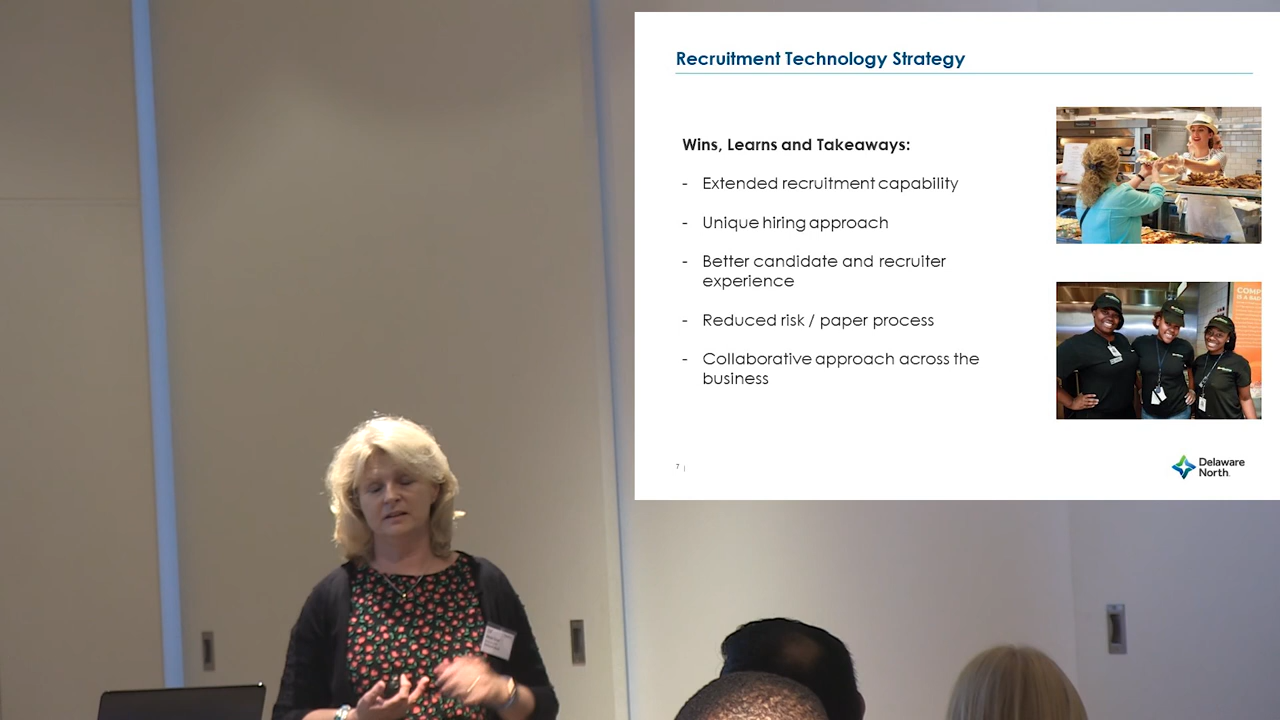 Recruitment Technology Strategy
Wins, Learns and Takeaways:
- Extended recruitment capability
- Unique hiring approach
- Better candidate and recruiter
experience
- Reduced risk / paper process
- Collaborative approach across the
business
7 |
Delaware
North